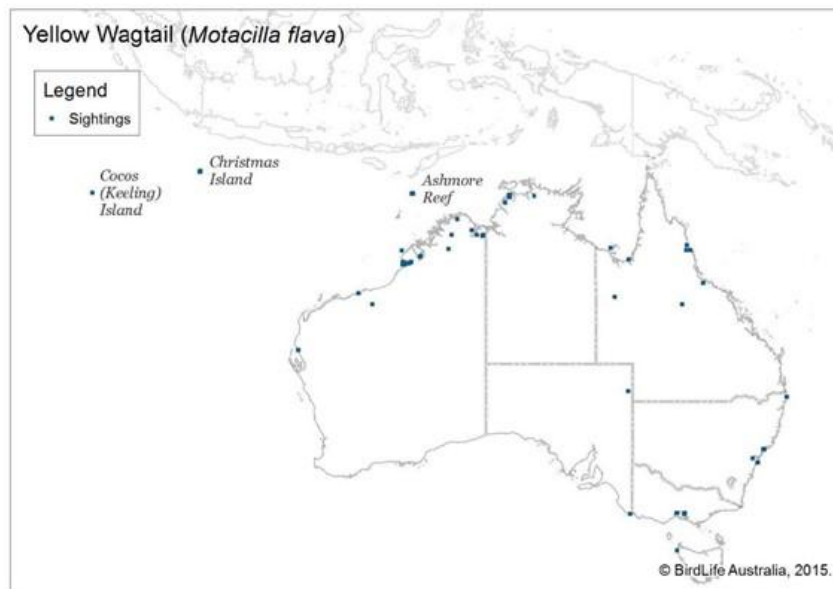 Yellow Wagtail (Motacilla flava)
Legend
Sightings
Christmas
Island
Cocos
(Keeling)
Island
Ashmore
Reef
© BirdLife Australia, 2015.